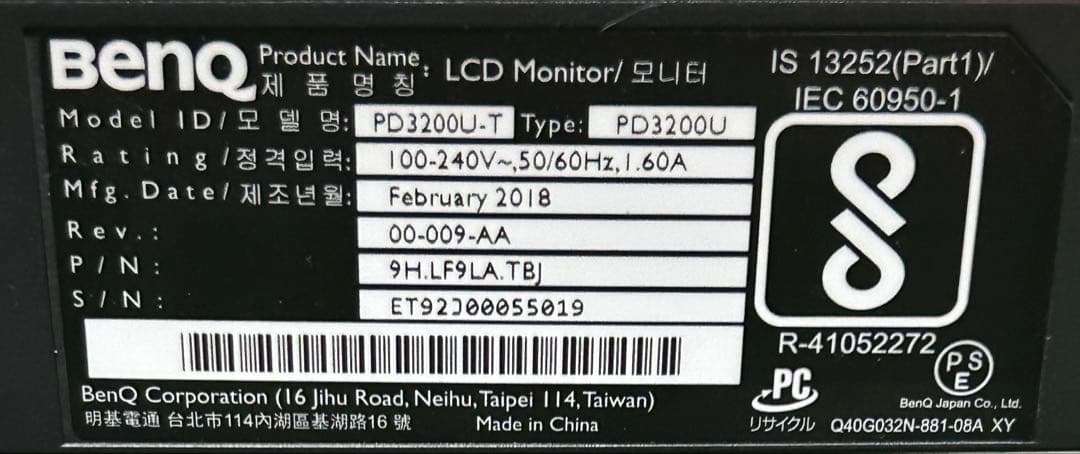 BenQ
Product Name
제 품 명 칭 : LCD Monitor/ 모니터
Model ID/모 델 명: PD3200U-T Type: PD3200U
Rating/정격입력: 100-240V~,50/60Hz,1.60A
Mfg. Date/ 제조년월: February 2018
Rev.: 00-009-AA
P/N: 9H.LF9LA.TBJ
S/N: ET92J00055019
BenQ Corporation (16 Jihu Road, Neihu,Taipei 114,Taiwan)
明基電通 台北市114內湖區基湖路16 號 Made in China
IS 13252(Part1)/
IEC 60950-1
R-41052272
PSE
PC
BenQ Japan Co., Ltd.
リサイクル Q40G032N-881-08A XY